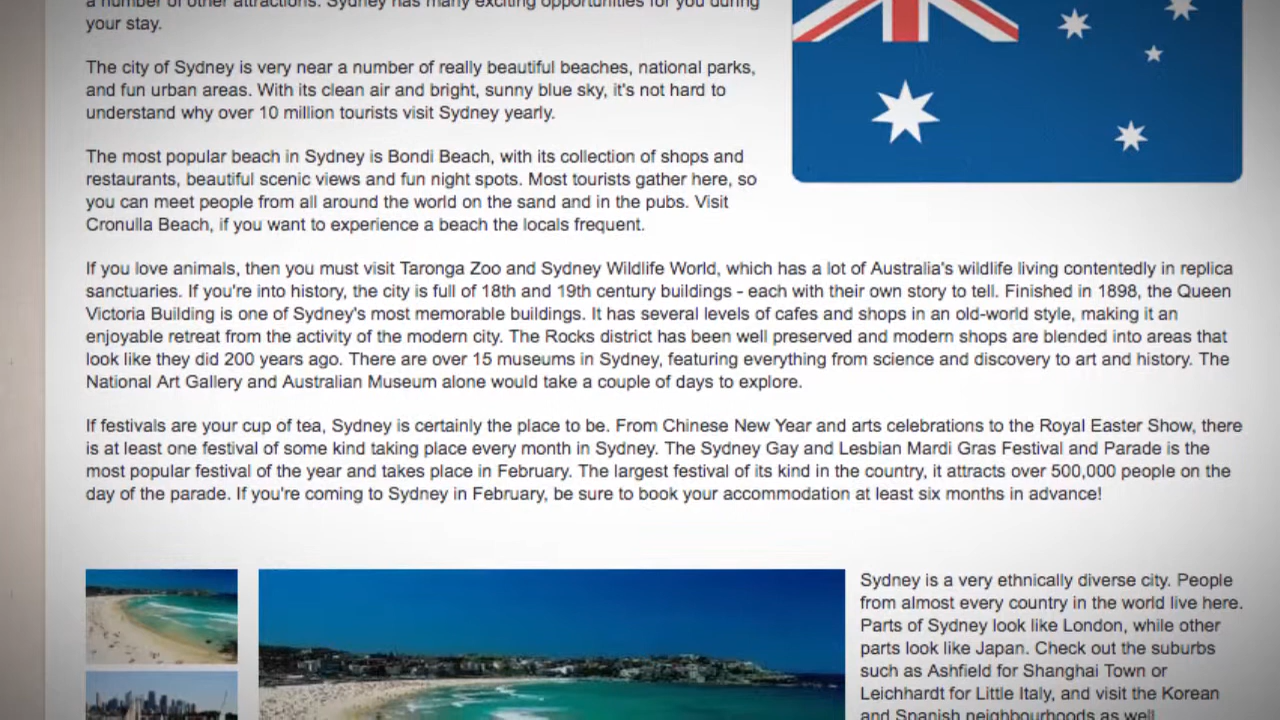 a number of other attractions. Sydney has many exciting opportunities for you during
your stay.
The city of Sydney is very near a number of really beautiful beaches, national parks,
and fun urban areas. With its clean air and bright, sunny blue sky, it's not hard to
understand why over 10 million tourists visit Sydney yearly.
The most popular beach in Sydney is Bondi Beach, with its collection of shops and
restaurants, beautiful scenic views and fun night spots. Most tourists gather here, so
you can meet people from all around the world on the sand and in the pubs. Visit
Cronulla Beach, if you want to experience a beach the locals frequent.
If you love animals, then you must visit Taronga Zoo and Sydney Wildlife World, which has a lot of Australia's wildlife living contentedly in replica
sanctuaries. If you're into history, the city is full of 18th and 19th century buildings - each with their own story to tell. Finished in 1898, the Queen
Victoria Building is one of Sydney's most memorable buildings. It has several levels of cafes and shops in an old-world style, making it an
enjoyable retreat from the activity of the modern city. The Rocks district has been well preserved and modern shops are blended into areas that
look like they did 200 years ago. There are over 15 museums in Sydney, featuring everything from science and discovery to art and history. The
National Art Gallery and Australian Museum alone would take a couple of days to explore.
If festivals are your cup of tea, Sydney is certainly the place to be. From Chinese New Year and arts celebrations to the Royal Easter Show, there
is at least one festival of some kind taking place every month in Sydney. The Sydney Gay and Lesbian Mardi Gras Festival and Parade is the
most popular festival of the year and takes place in February. The largest festival of its kind in the country, it attracts over 500,000 people on the
day of the parade. If you're coming to Sydney in February, be sure to book your accommodation at least six months in advance!
Sydney is a very ethnically diverse city. People
from almost every country in the world live here.
Parts of Sydney look like London, while other
parts look like Japan. Check out the suburbs
such as Ashfield for Shanghai Town or
Leichhardt for Little Italy, and visit the Korean
and Spanish neighbourhoods as well.